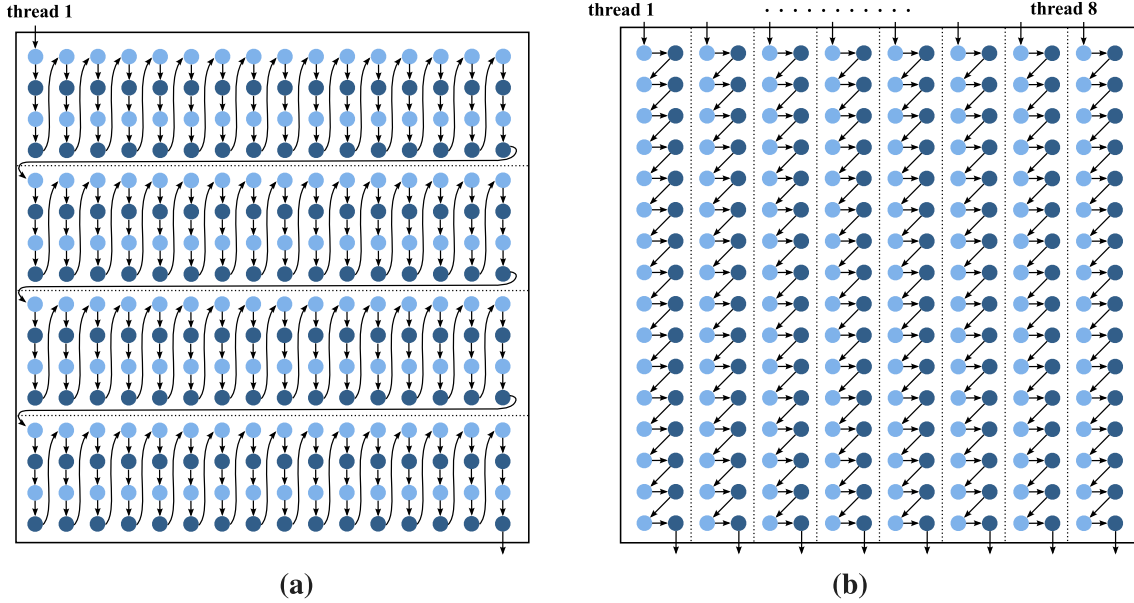 thread 1
thread 1 . . . . . . . . . . . thread 8
(a)
(b)